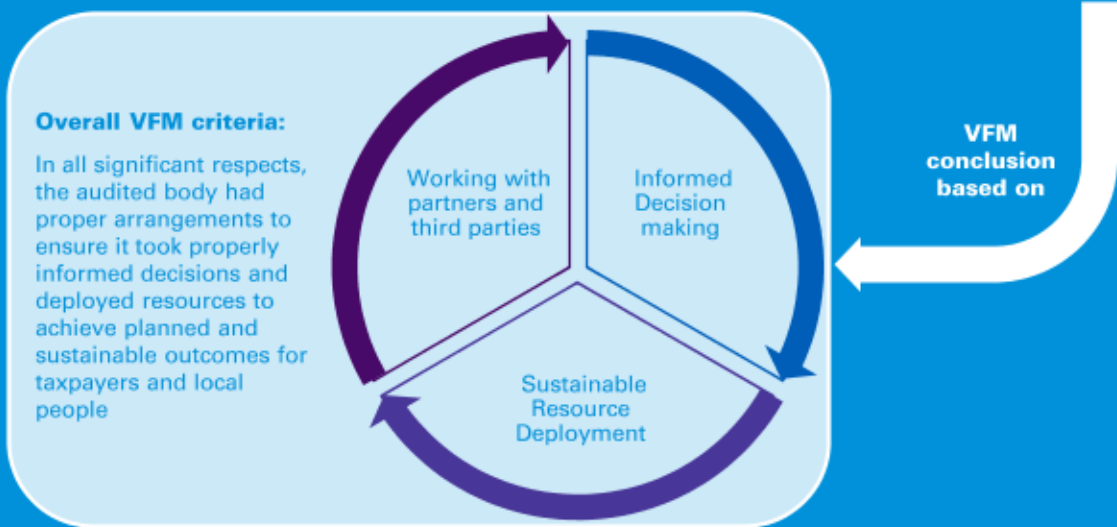 Overall VFM criteria:
In all significant respects,
the audited body had
proper arrangements to
ensure it took properly
informed decisions and
deployed resources to
achieve planned and
sustainable outcomes for
taxpayers and local
people
Working with
partners and
third parties
Informed
Decision
making
Sustainable
Resource
Deployment
VFM
conclusion
based on